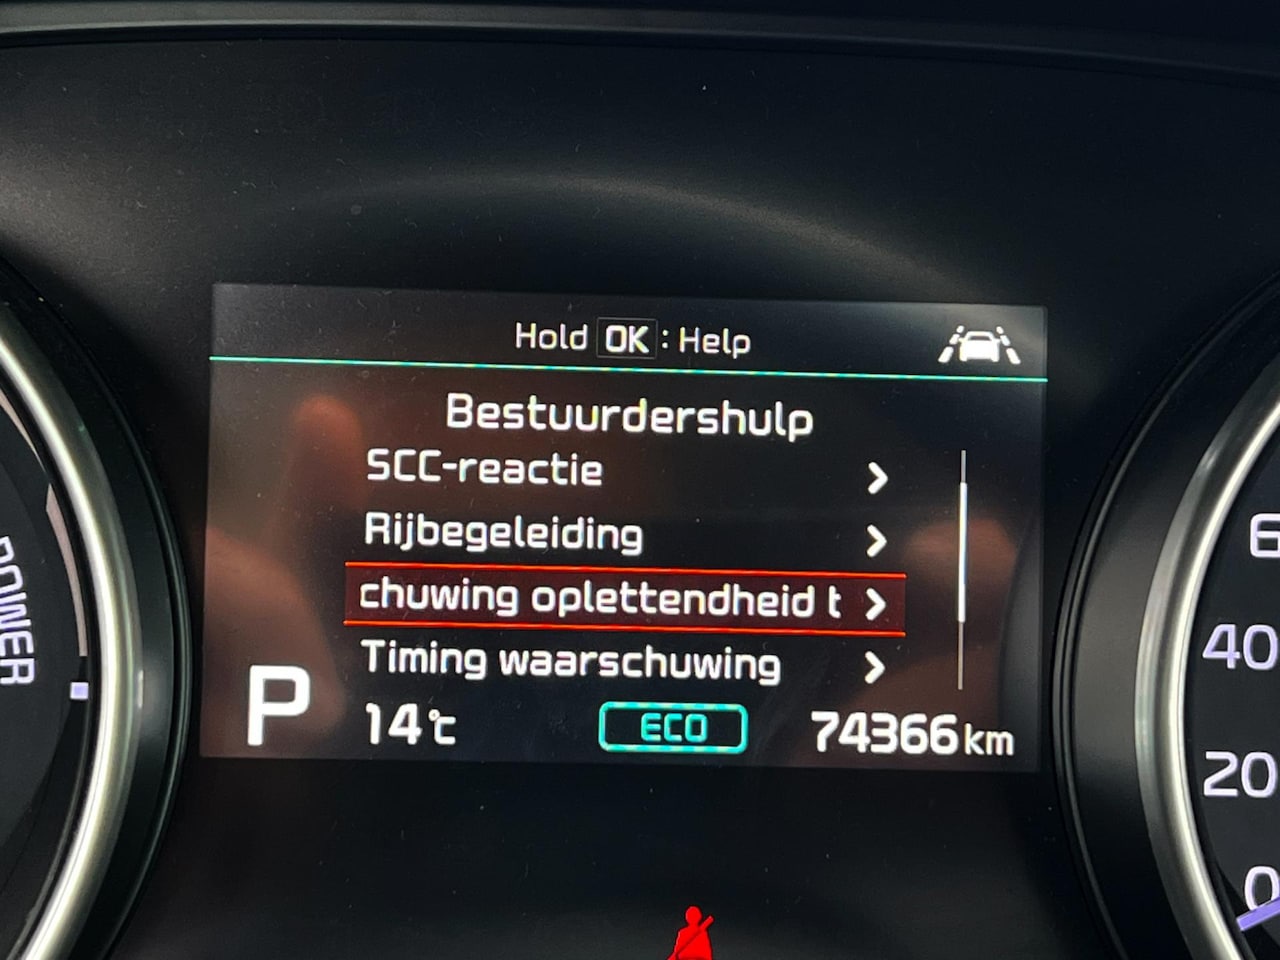 Hold OK : Help
Bestuurdershulp
SCC-reactie
Rijbegeleiding
chuwing oplettendheid t
Timing waarschuwing
P
14°C
ECO
74366 km
POWER
6
40
20
0